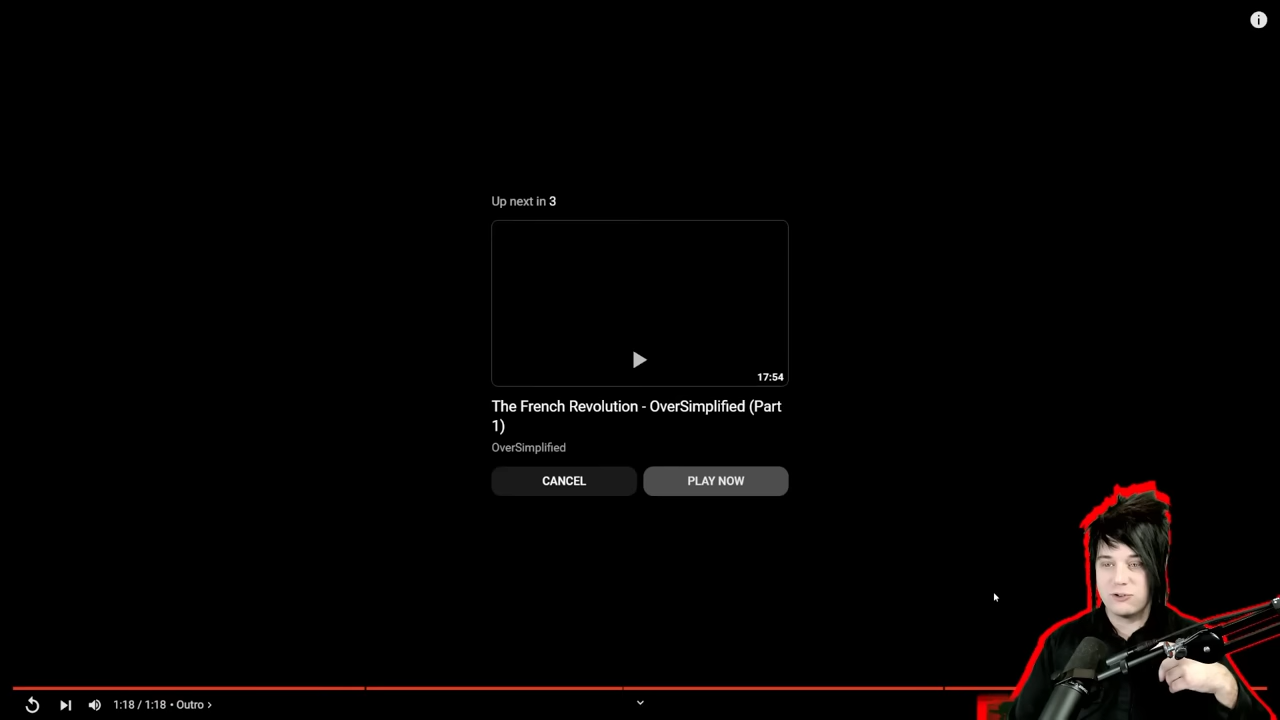 Up next in 3
17:54
The French Revolution - OverSimplified (Part
1)
OverSimplified
CANCEL
PLAY NOW
1:18 / 1:18 • Outro ›